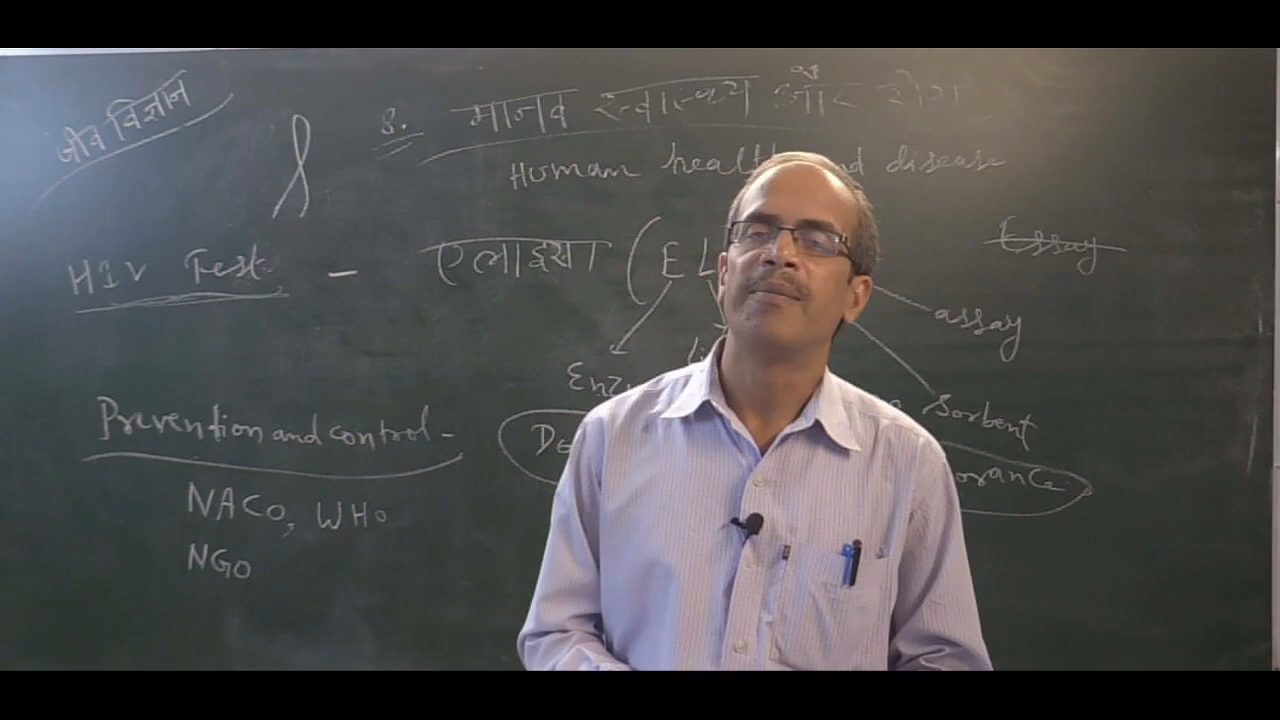 जीव विज्ञान
8. मानव स्वास्थ्य और रोग
Human health and disease
Essay
HIV Test - एलाइसा (EL
assay
Sorbent
Prevention and control -
NACO, WHO
NGO